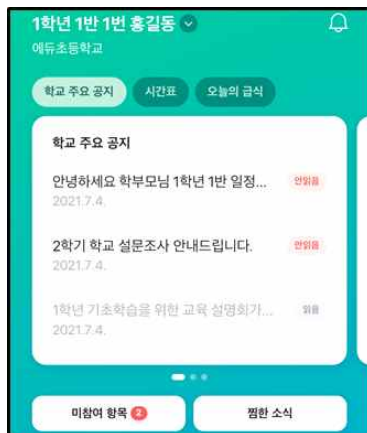 1학년 1반 1번 홍길동
에듀초등학교
학교 주요 공지 시간표 오늘의 급식
학교 주요 공지
안녕하세요 학부모님 1학년 1반 일정... 안읽음
2021.7.4.
2학기 학교 설문조사 안내드립니다. 안읽음
2021.7.4.
1학년 기초학습을 위한 교육 설명회가... 읽음
2021.7.4.
미참여 항목 2 찜한 소식